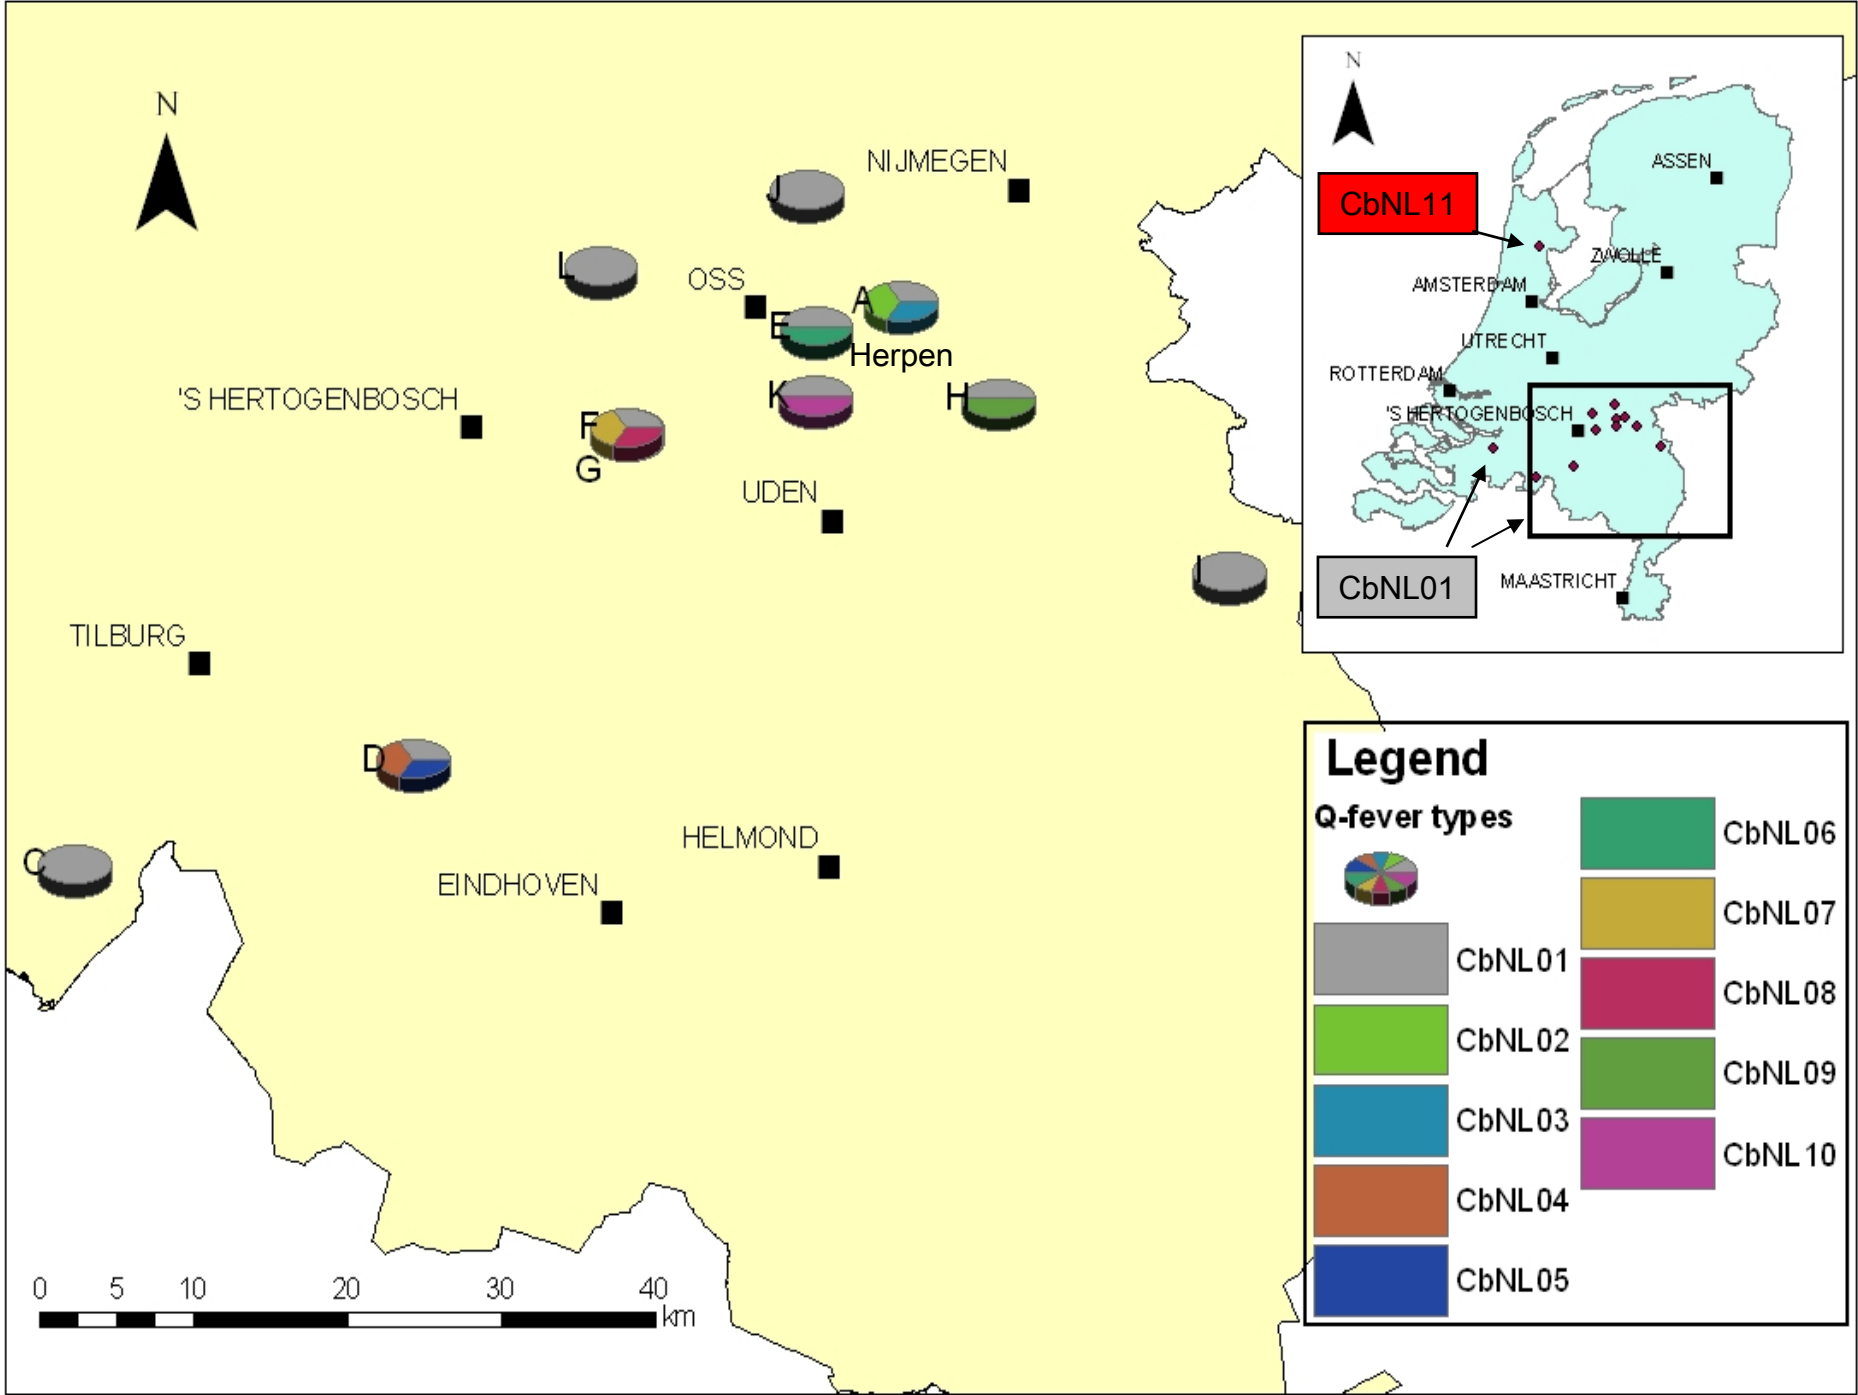 N
NIJMEGEN
J
L
OSS
A
E
Herpen
'S HERTOGENBOSCH
K
H
F
G
UDEN
I
TILBURG
D
HELMOND
C
EINDHOVEN
0 5 10 20 30 40
km
N
ASSEN
CbNL11
ZWOLLE
AMSTERDAM
UTRECHT
ROTTERDAM
'S HERTOGENBOSCH
CbNL01
MAASTRICHT
Legend
Q-fever types
CbNL01
CbNL02
CbNL03
CbNL04
CbNL05
CbNL06
CbNL07
CbNL08
CbNL09
CbNL10